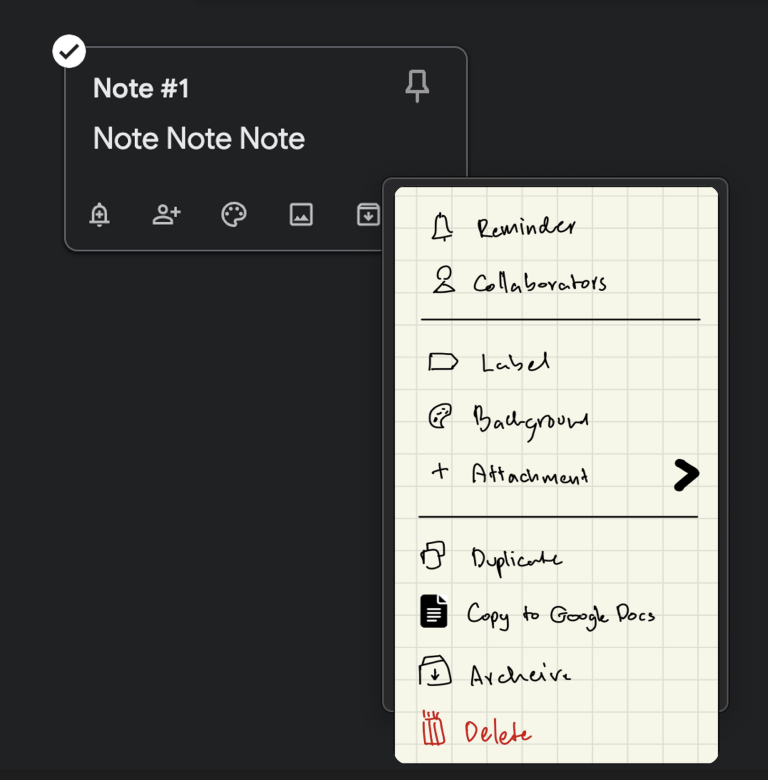 Note #1
Note Note Note
Reminder
Collaborators
Label
Background
Attachment
Duplicate
Copy to Google Docs
Archeive
Delete